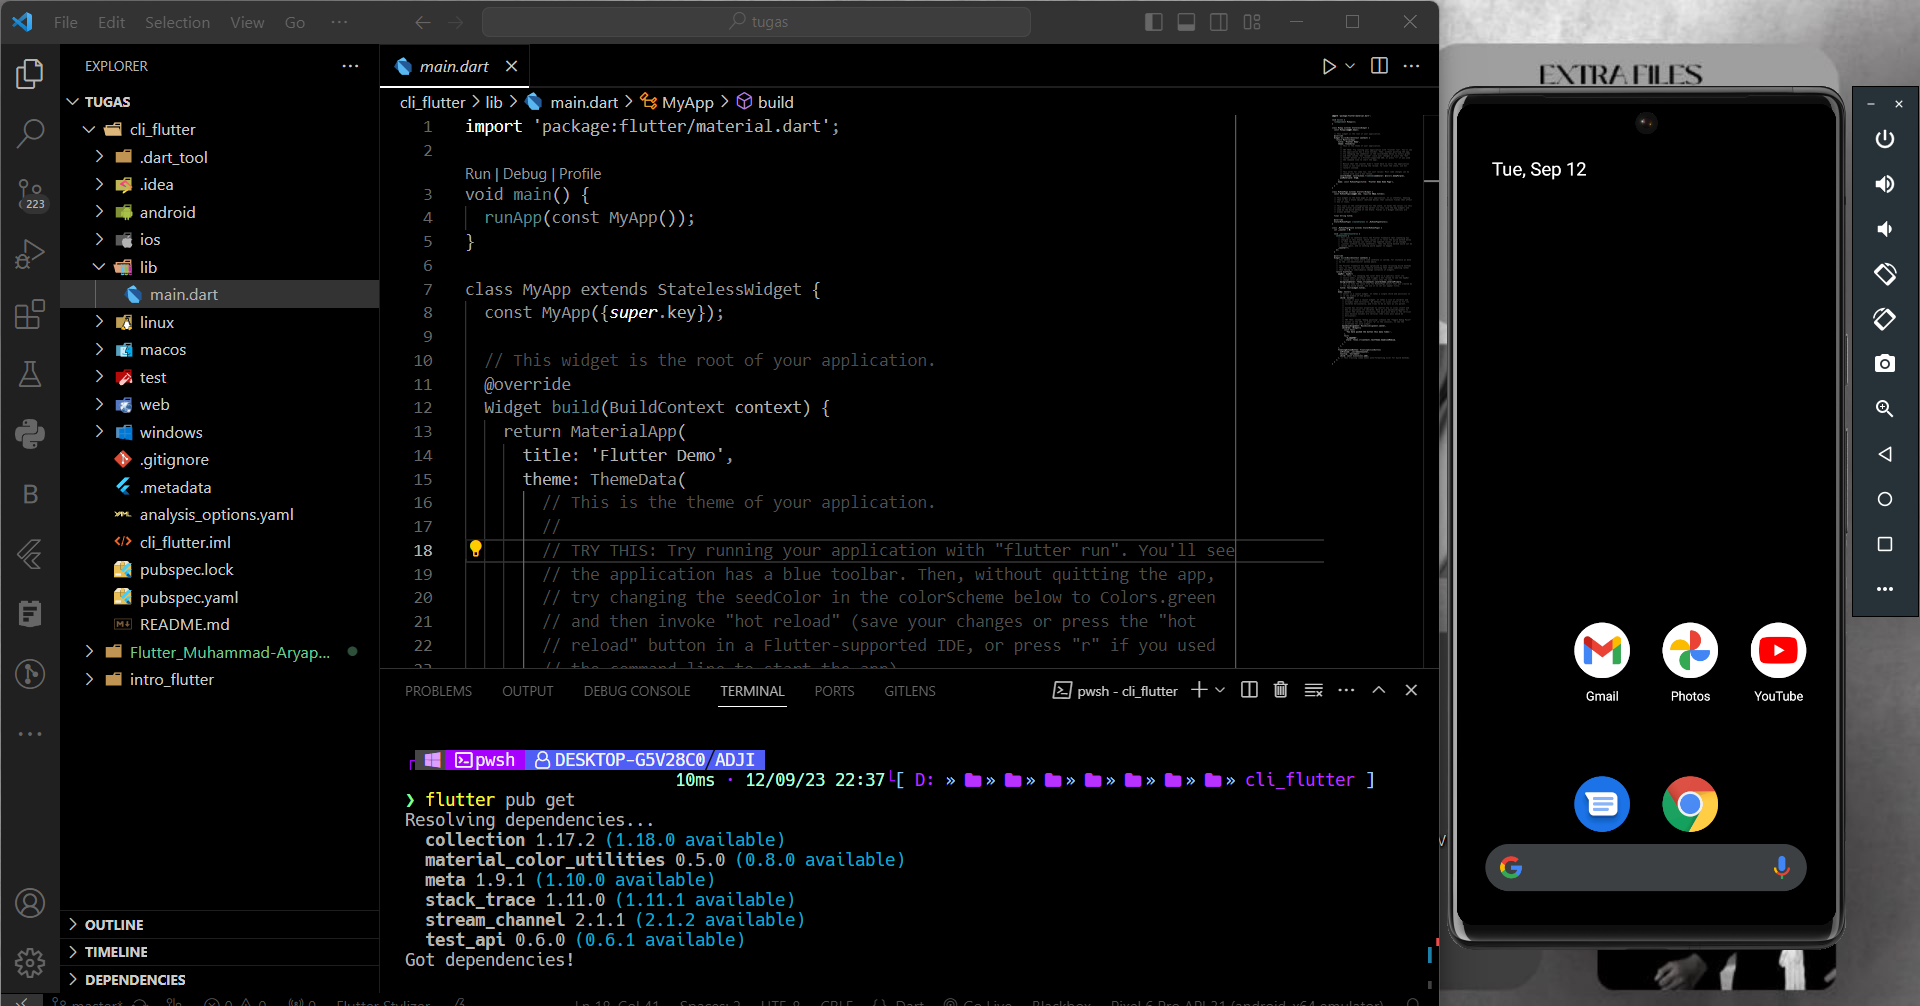 File Edit Selection View Go ···
tugas
EXPLORER
TUGAS
cli_flutter
.dart_tool
.idea
android
ios
lib
main.dart
linux
macos
test
web
windows
.gitignore
.metadata
analysis_options.yaml
cli_flutter.iml
pubspec.lock
pubspec.yaml
README.md
Flutter_Muhammad-Aryap...
intro_flutter
OUTLINE
TIMELINE
DEPENDENCIES
223
B
main.dart
cli_flutter > lib > main.dart > MyApp > build
1 import 'package:flutter/material.dart';
2
Run | Debug | Profile
3 void main() {
4 runApp(const MyApp());
5 }
6
7 class MyApp extends StatelessWidget {
8 const MyApp({super.key});
9
10 // This widget is the root of your application.
11 @override
12 Widget build(BuildContext context) {
13 return MaterialApp(
14 title: 'Flutter Demo',
15 theme: ThemeData(
16 // This is the theme of your application.
17 //
18 // TRY THIS: Try running your application with "flutter run". You'll see
19 // the application has a blue toolbar. Then, without quitting the app,
20 // try changing the seedColor in the colorScheme below to Colors.green
21 // and then invoke "hot reload" (save your changes or press the "hot
22 // reload" button in a Flutter-supported IDE, or press "r" if you used
PROBLEMS OUTPUT DEBUG CONSOLE TERMINAL PORTS GITLENS
pwsh - cli_flutter
pwsh DESKTOP-G5V28C0/ADJI
10ms · 12/09/23 22:37 [ D: » » » » » » » » cli_flutter ]
❯ flutter pub get
Resolving dependencies...
collection 1.17.2 (1.18.0 available)
material_color_utilities 0.5.0 (0.8.0 available)
meta 1.9.1 (1.10.0 available)
stack_trace 1.11.0 (1.11.1 available)
stream_channel 2.1.1 (2.1.2 available)
test_api 0.6.0 (0.6.1 available)
Got dependencies!
EXTRA FILES
Tue, Sep 12
Gmail
Photos
YouTube